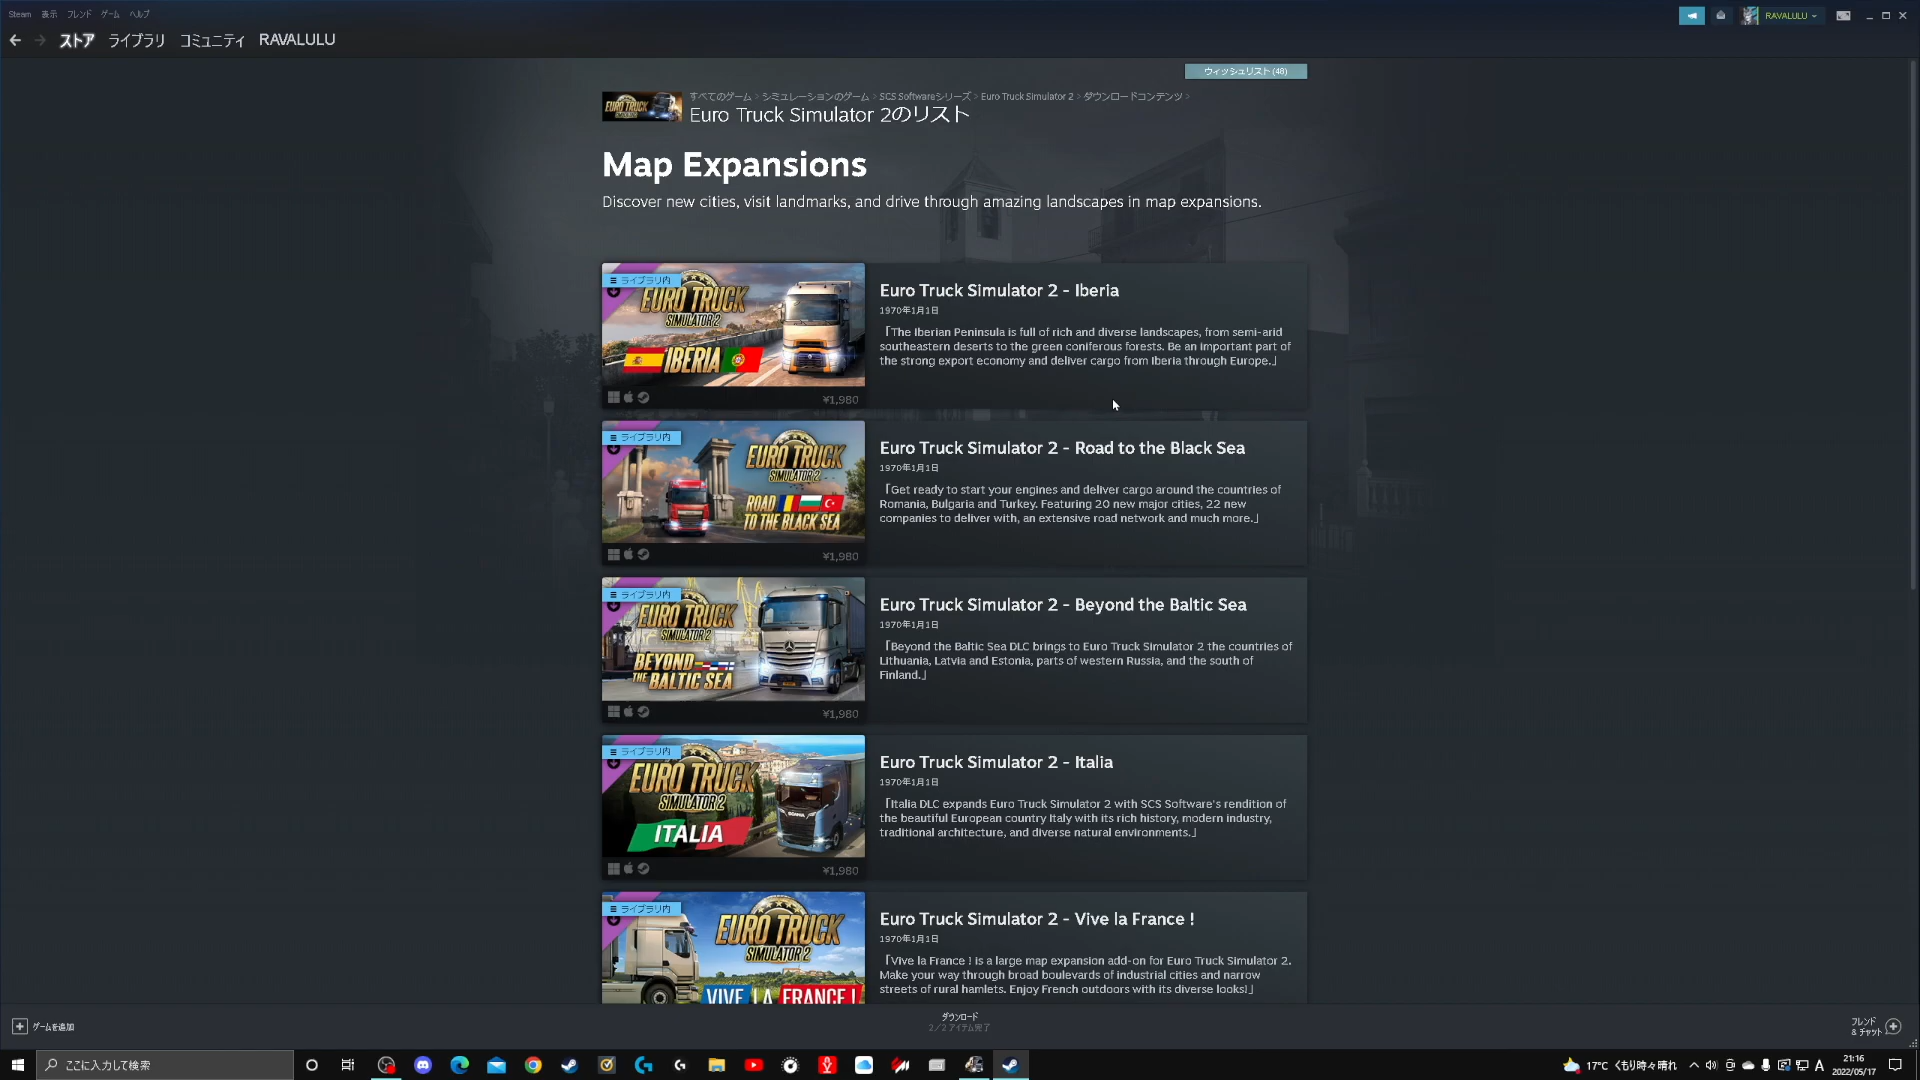 Steam 表示 フレンド ゲーム ヘルプ
RAVALULU
ストア ライブラリ コミュニティ RAVALULU
ウィッシュリスト (48)
すべてのゲーム > シミュレーションのゲーム > SCS Softwareシリーズ > Euro Truck Simulator 2 > ダウンロードコンテンツ >
Euro Truck Simulator 2のリスト
Map Expansions
Discover new cities, visit landmarks, and drive through amazing landscapes in map expansions.
ライブラリ内
EURO TRUCK
SIMULATOR 2
IBERIA
¥1,980
Euro Truck Simulator 2 - Iberia
1970年1月1日
「The Iberian Peninsula is full of rich and diverse landscapes, from semi-arid
southeastern deserts to the green coniferous forests. Be an important part of
the strong export economy and deliver cargo from Iberia through Europe.」
ライブラリ内
EURO TRUCK
SIMULATOR 2
ROAD
TO THE BLACK SEA
¥1,980
Euro Truck Simulator 2 - Road to the Black Sea
1970年1月1日
「Get ready to start your engines and deliver cargo around the countries of
Romania, Bulgaria and Turkey. Featuring 20 new major cities, 22 new
companies to deliver with, an extensive road network and much more.」
ライブラリ内
EURO TRUCK
SIMULATOR 2
BEYOND
THE BALTIC SEA
¥1,980
Euro Truck Simulator 2 - Beyond the Baltic Sea
1970年1月1日
「Beyond the Baltic Sea DLC brings to Euro Truck Simulator 2 the countries of
Lithuania, Latvia and Estonia, parts of western Russia, and the south of
Finland.」
ライブラリ内
EURO TRUCK
SIMULATOR 2
ITALIA
¥1,980
Euro Truck Simulator 2 - Italia
1970年1月1日
「Italia DLC expands Euro Truck Simulator 2 with SCS Software's rendition of
the beautiful European country Italy with its rich history, modern industry,
traditional architecture, and diverse natural environments.」
ライブラリ内
EURO TRUCK
SIMULATOR 2
VIVE LA FRANCE !
Euro Truck Simulator 2 - Vive la France !
1970年1月1日
「Vive la France ! is a large map expansion add-on for Euro Truck Simulator 2.
Make your way through broad boulevards of industrial cities and narrow
streets of rural hamlets. Enjoy French outdoors with its diverse looks!」
ゲームを追加
ダウンロード
2/2 アイテム完了
フレンド
& チャット
ここに入力して検索
17°C くもり時々晴れ
A
21:16
2022/05/17